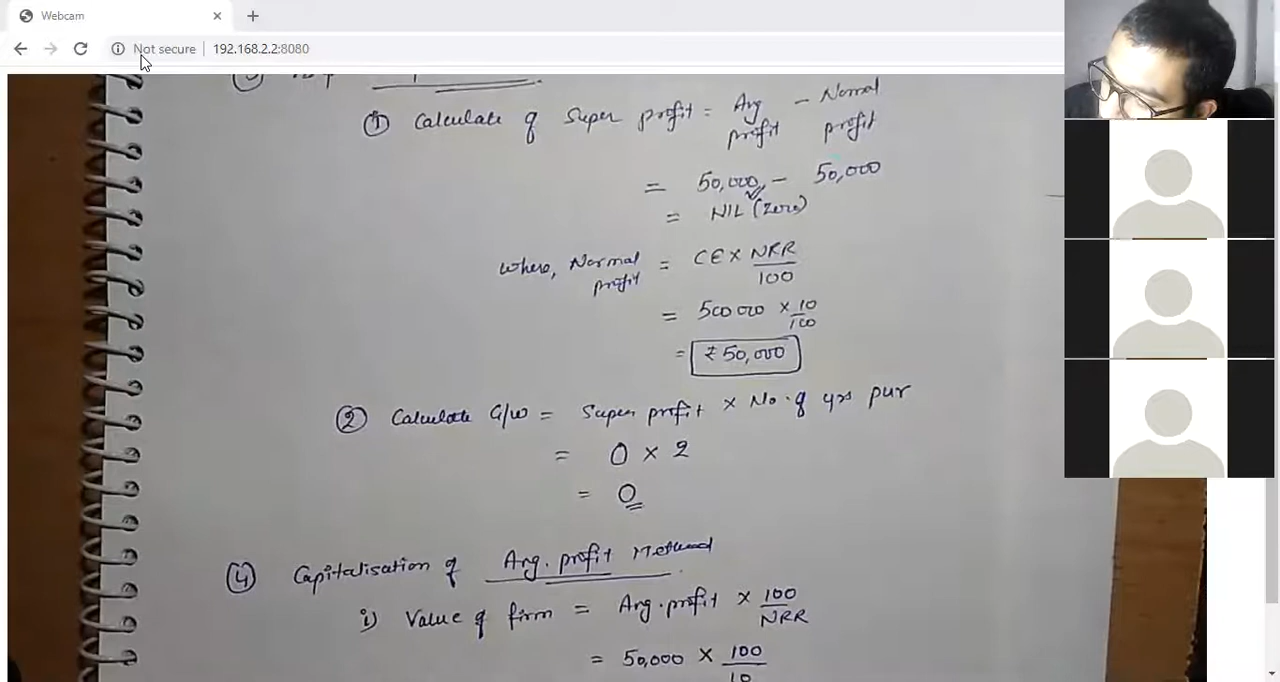 Webcam
Not secure 192.168.2.2:8080
① Calculate of Super profit = Avg profit - Normal profit
= 50,000 - 50,000
= NIL (Zero)
Where, Normal profit = CE × NRR/100
= 500000 × 10/100
= ₹50,000
② Calculate G/w = Super profit × No. of yrs pur
= 0 × 2
= 0
④ Capitalisation of Avg. profit Method
i) Value of firm = Avg. profit × 100/NRR
= 50,000 × 100/10